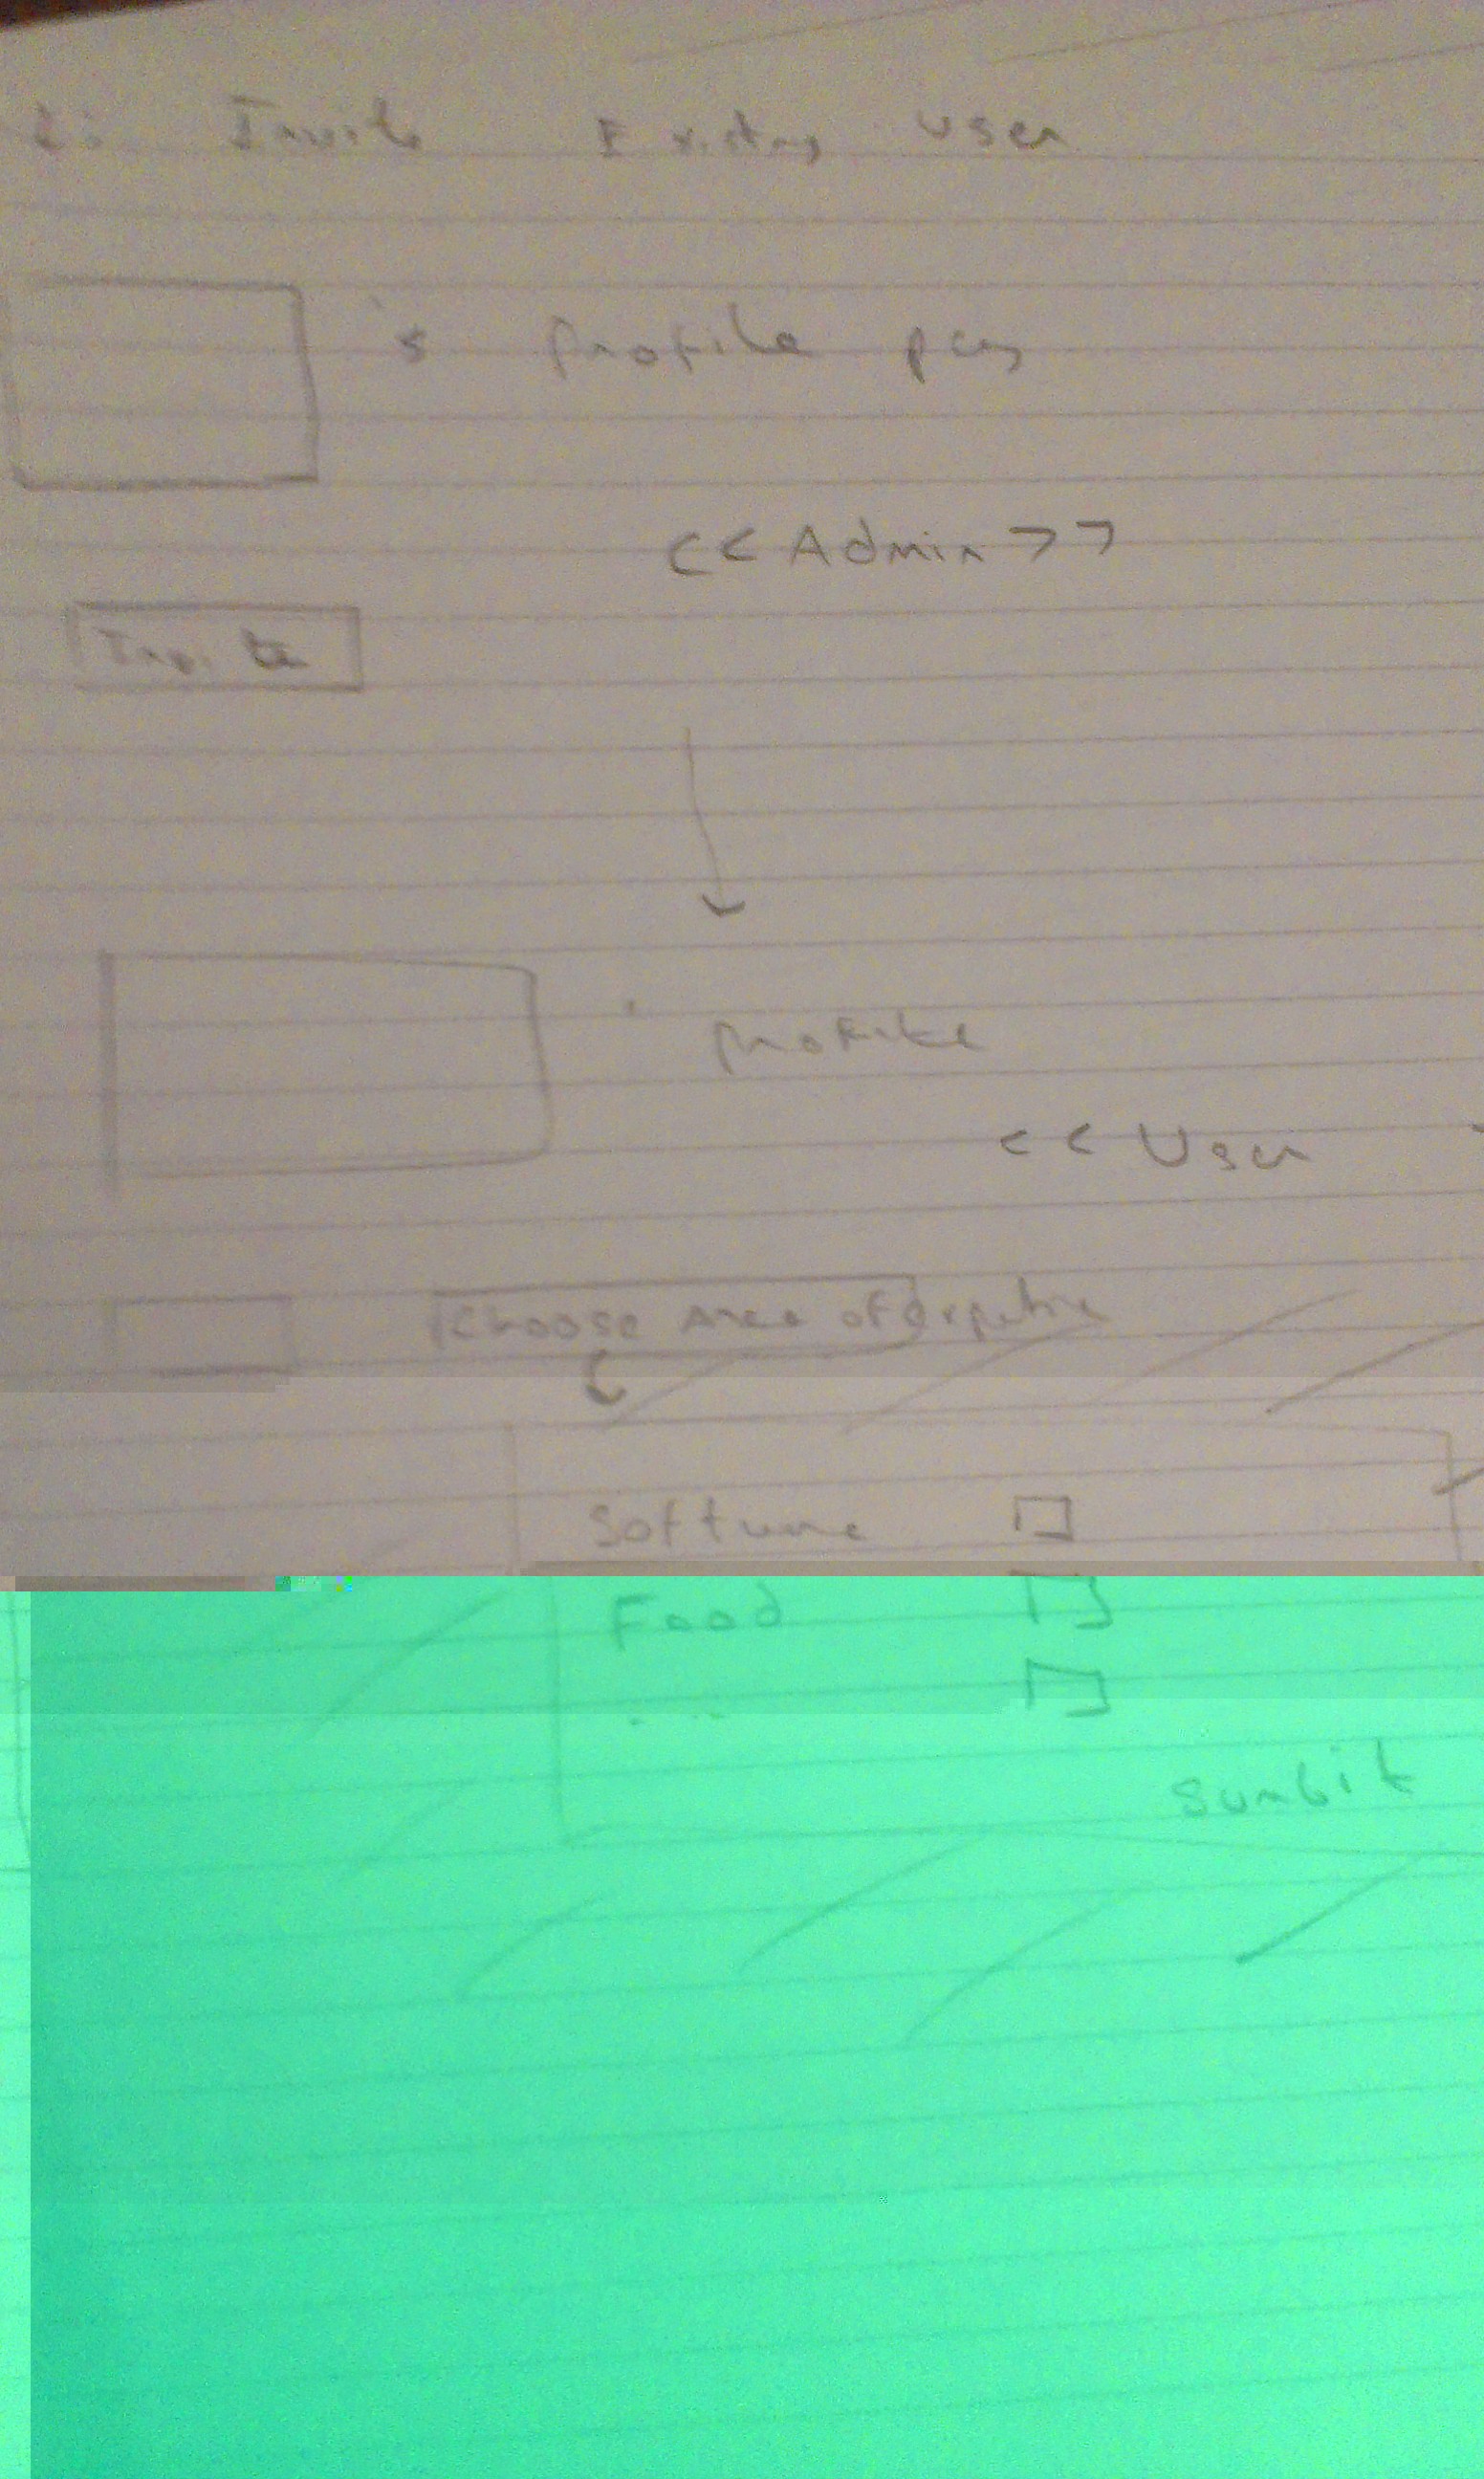 2: Invite Existing User
's Profile page
<< Admin >>
Invite
Profile
<< User
Choose Area of Expertise
Software
Food
...
Sumbit